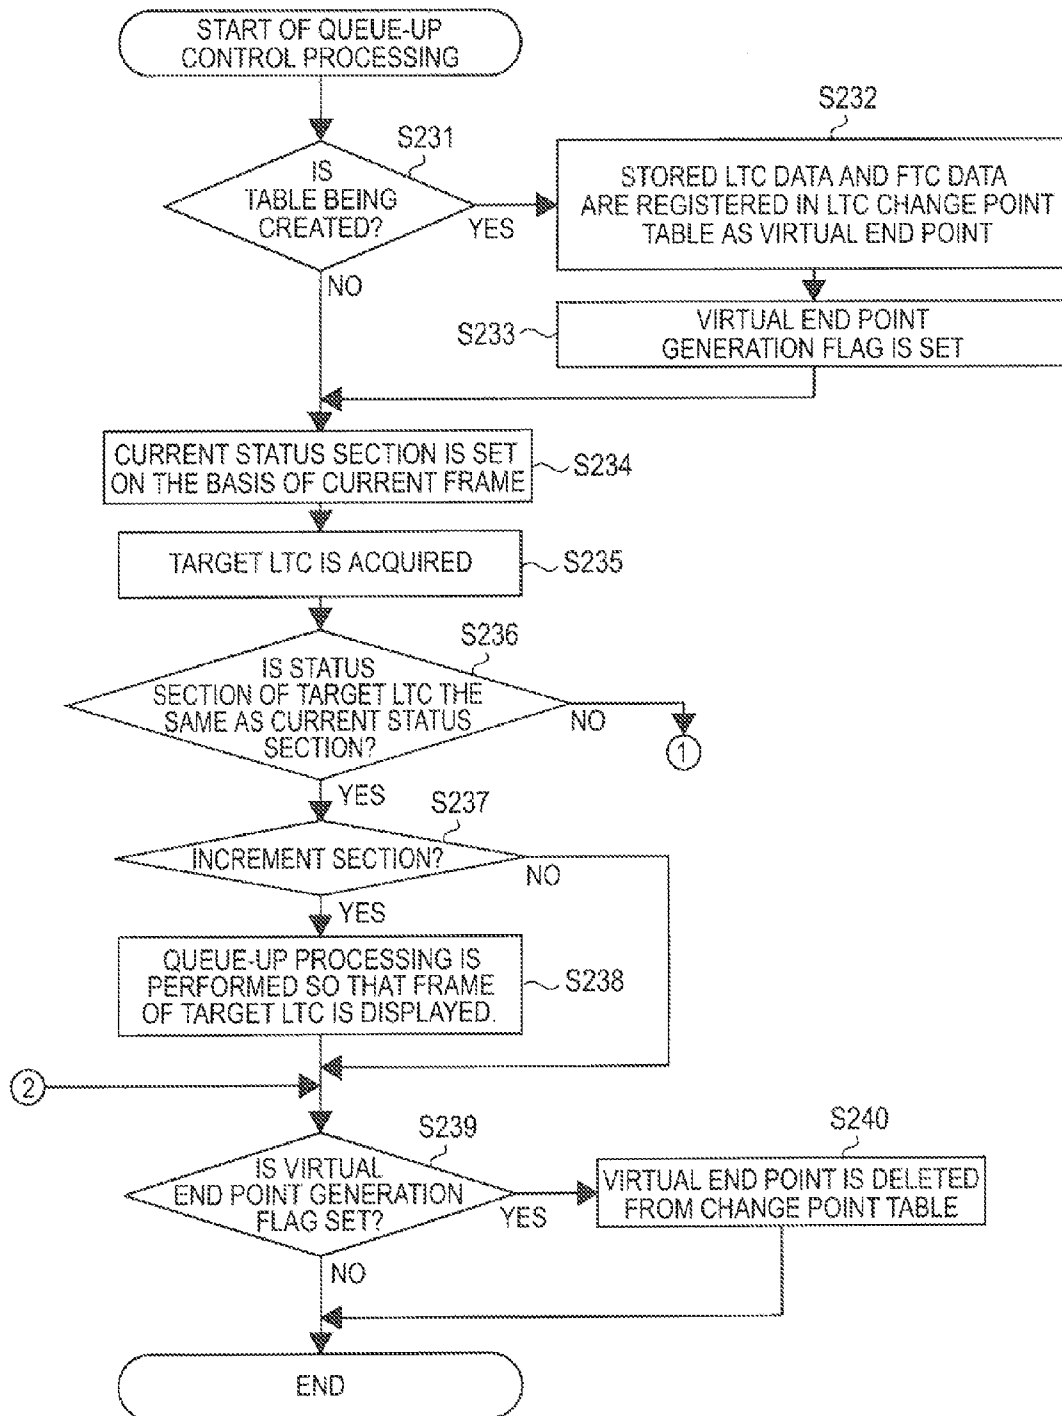 START OF QUEUE-UP
CONTROL PROCESSING
S231
IS
TABLE BEING
CREATED?
YES
NO
S232
STORED LTC DATA AND FTC DATA
ARE REGISTERED IN LTC CHANGE POINT
TABLE AS VIRTUAL END POINT
S233
VIRTUAL END POINT
GENERATION FLAG IS SET
CURRENT STATUS SECTION IS SET
ON THE BASIS OF CURRENT FRAME
S234
TARGET LTC IS ACQUIRED
S235
S236
IS STATUS
SECTION OF TARGET LTC THE
SAME AS CURRENT STATUS
SECTION?
NO
1
YES
S237
INCREMENT SECTION?
NO
YES
QUEUE-UP PROCESSING IS
PERFORMED SO THAT FRAME
OF TARGET LTC IS DISPLAYED.
S238
2
S239
IS VIRTUAL
END POINT GENERATION
FLAG SET?
YES
NO
S240
VIRTUAL END POINT IS DELETED
FROM CHANGE POINT TABLE
END